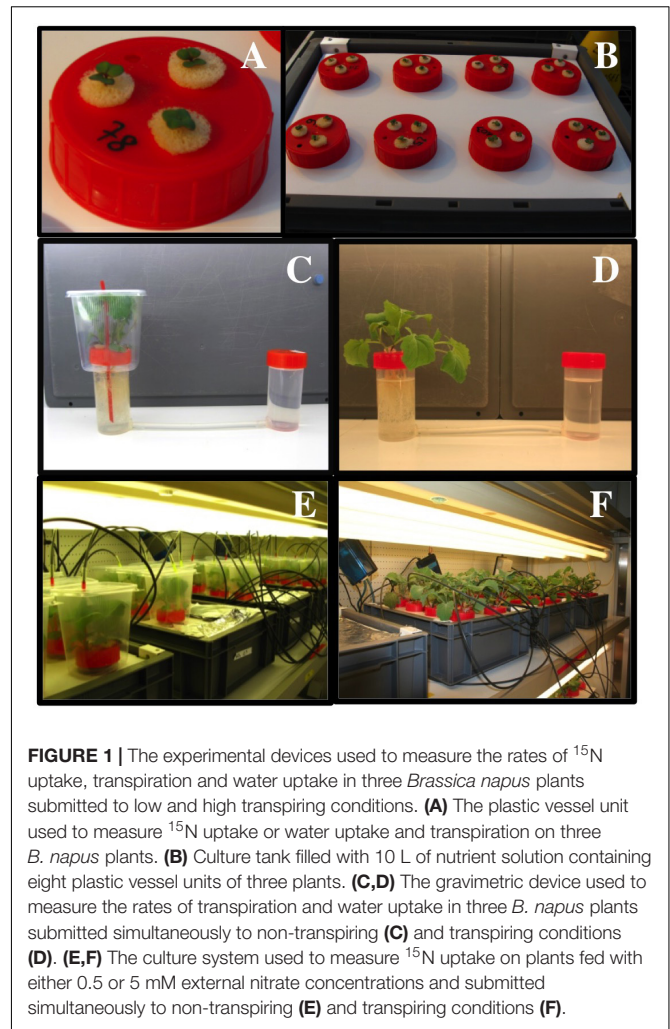 A
B
78
C
D
E
F
FIGURE 1 | The experimental devices used to measure the rates of ¹⁵N
uptake, transpiration and water uptake in three Brassica napus plants
submitted to low and high transpiring conditions. (A) The plastic vessel unit
used to measure ¹⁵N uptake or water uptake and transpiration on three
B. napus plants. (B) Culture tank filled with 10 L of nutrient solution containing
eight plastic vessel units of three plants. (C,D) The gravimetric device used to
measure the rates of transpiration and water uptake in three B. napus plants
submitted simultaneously to non-transpiring (C) and transpiring conditions
(D). (E,F) The culture system used to measure ¹⁵N uptake on plants fed with
either 0.5 or 5 mM external nitrate concentrations and submitted
simultaneously to non-transpiring (E) and transpiring conditions (F).